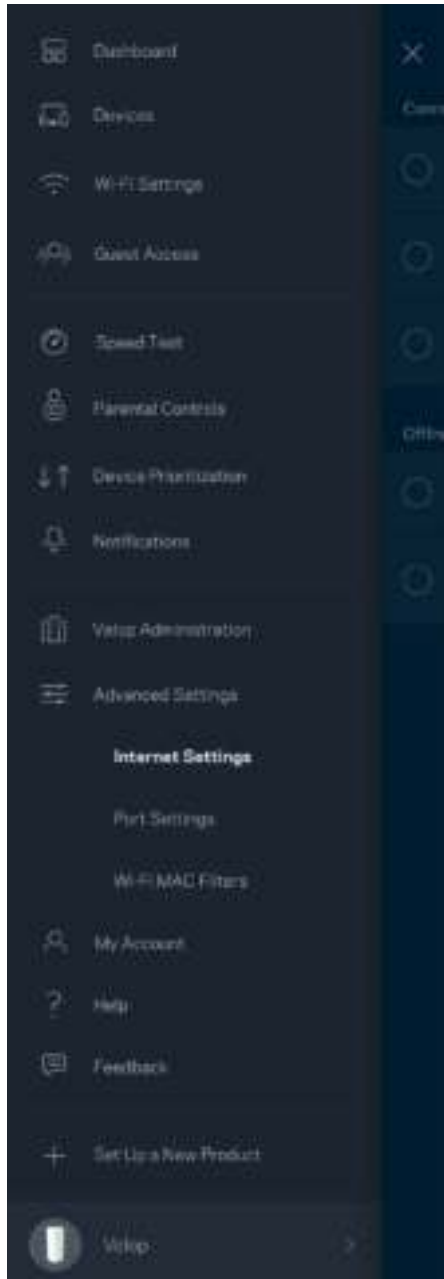 Dashboard
Devices
Wi-Fi Settings
Guest Access
Speed Test
Parental Controls
Device Prioritization
Notifications
Velop Administration
Advanced Settings
Internet Settings
Port Settings
Wi-Fi MAC Filters
My Account
Help
Feedback
Set Up a New Product
Velop